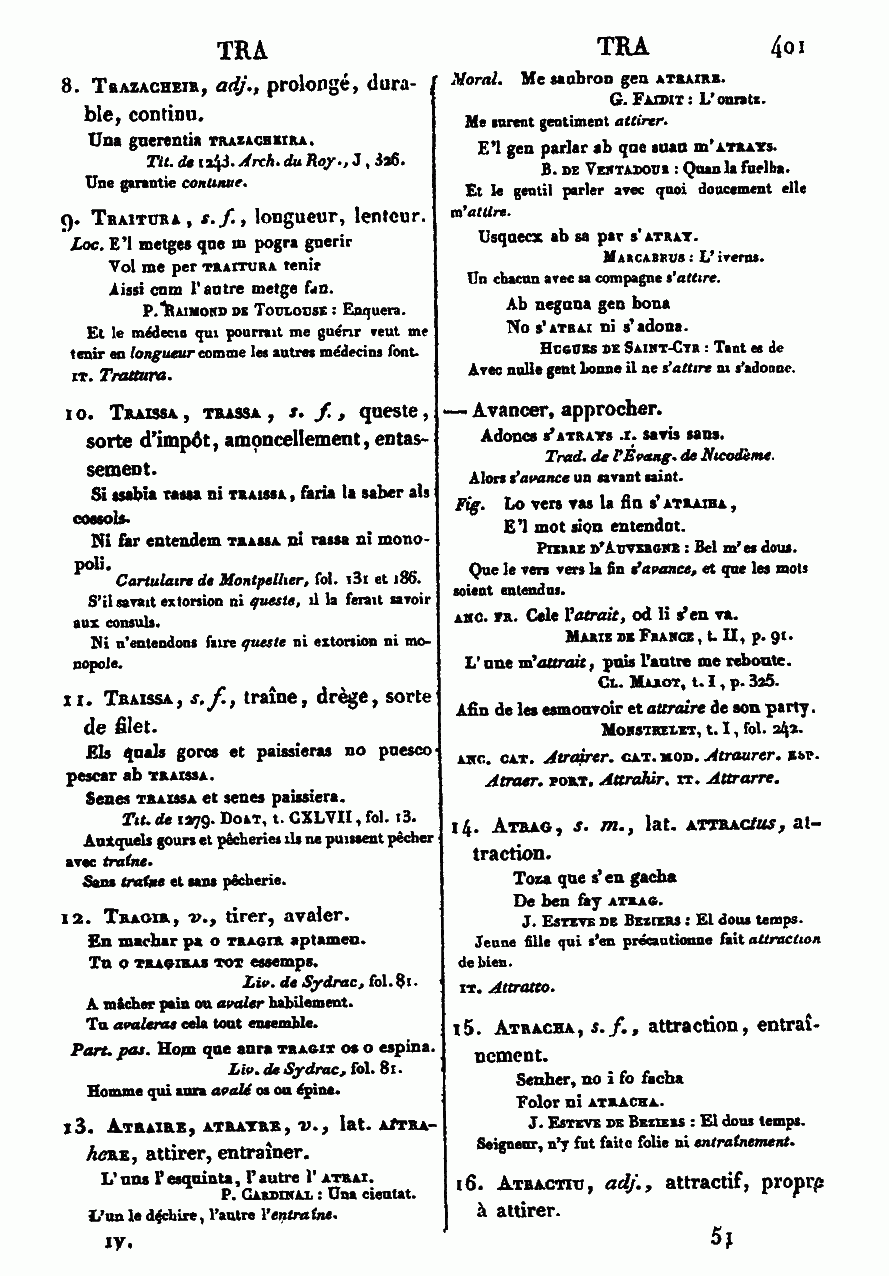 TRA
TRA 401
8. TRAZACHEIR, adj., prolongé, dura-
ble, continu.
Una guerentia TRAZACHEIRA.
Tit. de 1243. Arch. du Roy., J, 326.
Une garantie continue.
9. TRAITURA, s. f., longueur, lenteur.
Loc. E'l metges que m pogra guerir
Vol me per TRAITURA tenir
Aissi cum l'autre metge fan.
P. RAIMOND DE TOULOUSE : Enquera.
Et le médecin qui pourrait me guérir veut me
tenir en longueur comme les autres médecins font.
IT. Trattura.
10. TRAISSA, TRASSA, s. f., queste,
sorte d'impôt, amoncellement, entas-
sement.
Si ssabia rassa ni TRAISSA, faria la saber als
cossols.
Ni far entendem TRASSA ni rassa ni mono-
poli.
Cartulaire de Montpellier, fol. 131 et 186.
S'il savait extorsion ni queste, il la ferait savoir
aux consuls.
Ni n'entendons faire queste ni extorsion ni mo-
nopole.
11. TRAISSA, s. f., traîne, drège, sorte
de filet.
Els quals gorcs et paissieras no puesco
pescar ab TRAISSA.
Senes TRAISSA et senes paissiera.
Tit. de 1279. DOAT, t. CXLVII, fol. 13.
Auxquels gours et pêcheries ils ne puissent pêcher
avec traîne.
Sans traîne et sans pêcherie.
12. TRAGIR, v., tirer, avaler.
En machar pa o TRAGIR aptamen.
Tu o TRAGIRAS TOT essemps.
Liv. de Sydrac, fol. 81.
A mâcher pain ou avaler habilement.
Tu avaleras cela tout ensemble.
Part. pas. Hom que aura TRAGIT os o espina.
Liv. de Sydrac, fol. 81.
Homme qui aura avalé os ou épine.
13. ATRAIRE, ATRAYRE, v., lat. ATTRA-
heRE, attirer, entraîner.
L'uns l'esquinta, l'autre l'ATRAI.
P. CARDINAL : Una cieutat.
L'un le déchire, l'autre l'entraîne.
IV.
Moral. Me saubron gen ATRAIRE.
G. FAIDIT : L'onratz.
Me surent gentiment attirer.
E'l gen parlar ab que suau m'ATRAYS.
B. DE VENTADOUR : Quan la fuelha.
Et le gentil parler avec quoi doucement elle
m'attire.
Usquecx ab sa par s'ATRAY.
MARCABRUS : L'iverns.
Un chacun avec sa compagne s'attire.
Ab neguna gen bona
No s'ATRAI ni s'adona.
HUGUES DE SAINT-CYR : Tant es de
Avec nulle gent bonne il ne s'attire ni s'adonne.
— Avancer, approcher.
Adoncs s'ATRAYS .I. savis sans.
Trad. de l'Évang. de Nicodème.
Alors s'avance un savant saint.
Fig. Lo vers vas la fin s'ATRAIHA,
E'l mot sion entendut.
PIERRE D'AUVERGNE : Bel m'es dous.
Que le vers vers la fin s'avance, et que les mots
soient entendus.
ANC. FR. Cele l'atrait, od li s'en va.
MARIE DE FRANCE, t. II, p. 91.
L'une m'attrait, puis l'autre me reboute.
CL. MAROT, t. I, p. 325.
Afin de les esmouvoir et attraire de son party.
MONSTRELET, t. I, fol. 242.
ANC. CAT. Atrairer. CAT. MOD. Atraurer. ESP.
Atraer. PORT. Attrahir. IT. Attrarre.
14. ATRAG, s. m., lat. ATTRACtus, at-
traction.
Toza que s'en gacha
De ben fay ATRAG.
J. ESTEVE DE BEZIERS : El dous temps.
Jeune fille qui s'en précautionne fait attraction
de bien.
IT. Attratto.
15. ATRACHA, s. f., attraction, entraî-
nement.
Senher, no i fo facha
Folor ni ATRACHA.
J. ESTEVE DE BEZIERS : El dous temps.
Seigneur, n'y fut faite folie ni entraînement.
16. ATRACTIU, adj., attractif, propre
à attirer.
51